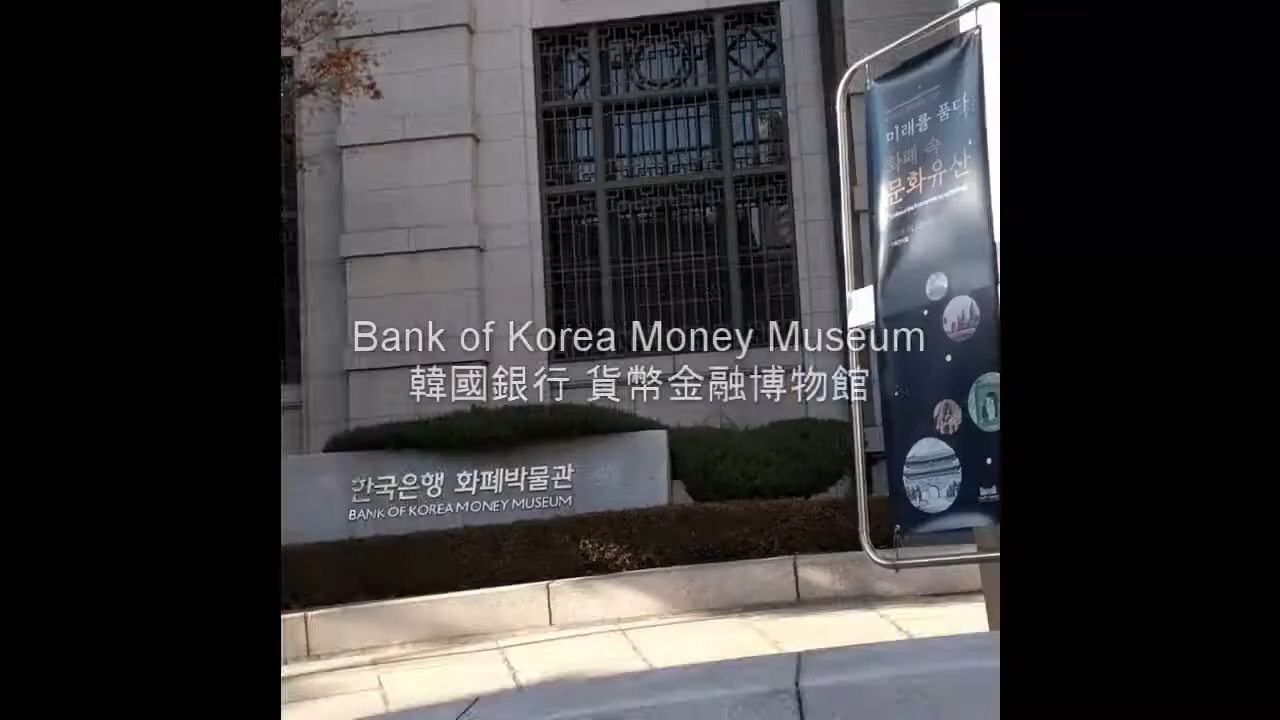 미래를 품다
화폐 속
문화유산
Bank of Korea Money Museum
韓國銀行 貨幣金融博物館
한국은행 화폐박물관
BANK OF KOREA MONEY MUSEUM